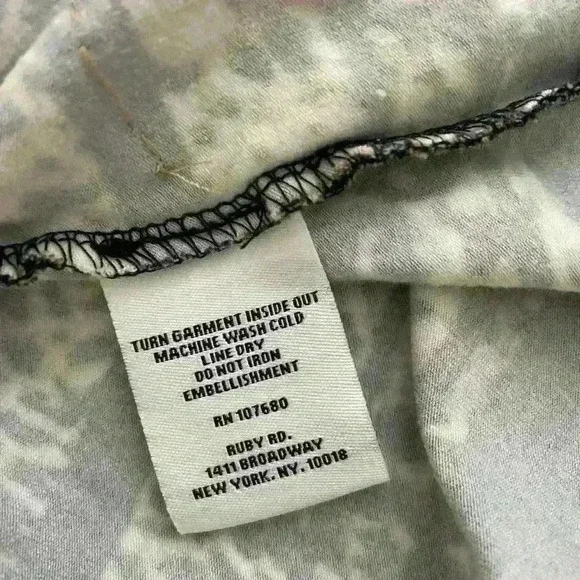 TURN GARMENT INSIDE OUT
MACHINE WASH COLD
LINE DRY
DO NOT IRON
EMBELLISHMENT
RN 107680
RUBY RD.
1411 BROADWAY
NEW YORK, NY. 10018